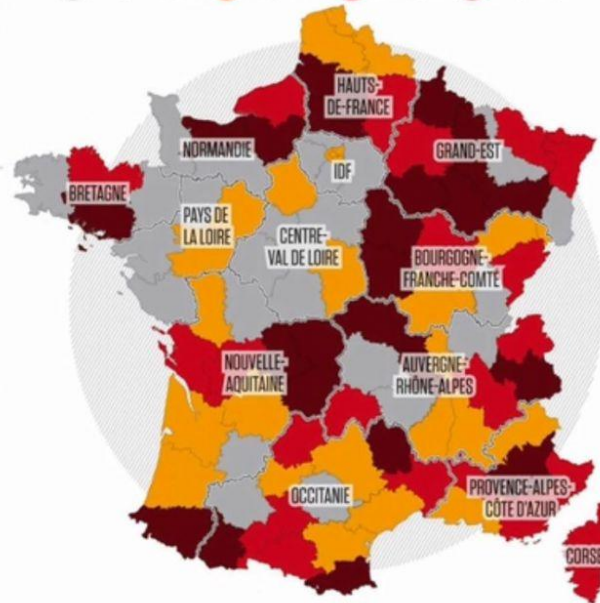 HAUTS-
DE-FRANCE
NORMANDIE
IDF
GRAND-EST
BRETAGNE
PAYS DE
LA LOIRE
CENTRE-
VAL DE LOIRE
BOURGOGNE-
FRANCHE-COMTÉ
NOUVELLE-
AQUITAINE
AUVERGNE-
RHÔNE-ALPES
OCCITANIE
PROVENCE-ALPES-
CÔTE D'AZUR
CORSE